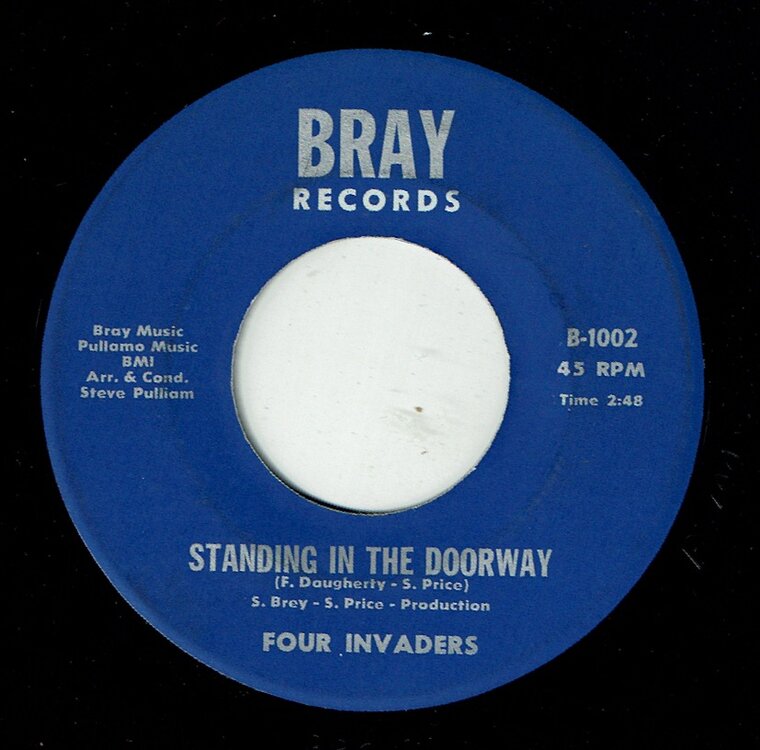 BRAY
RECORDS
Bray Music
Pullamo Music
BMI
Arr. & Cond.
Steve Pulliam
B-1002
45 RPM
Time 2:48
STANDING IN THE DOORWAY
(F. Daugherty - S. Price)
S. Brey - S. Price - Production
FOUR INVADERS